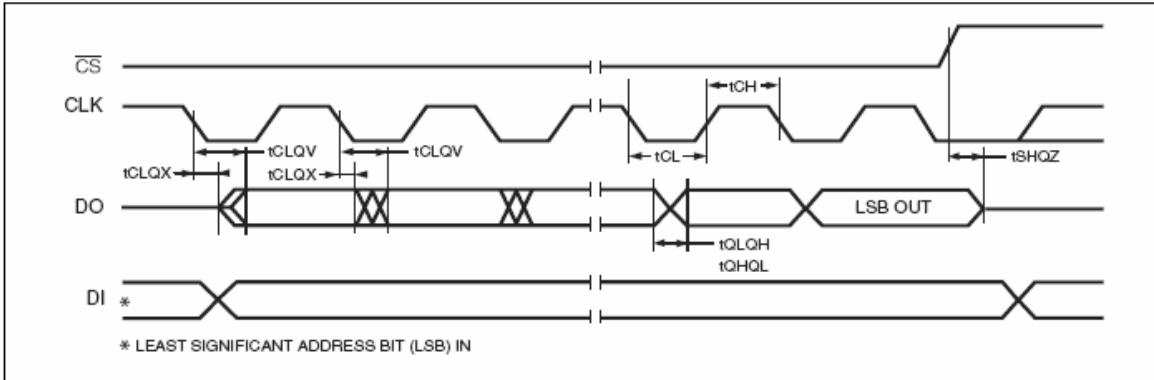 CS
CLK
tCH
tCLQV
tCLQV
tCLQX
tCLQX
tCL
tSHQZ
DO
LSB OUT
tQLQH
tQHQL
DI *
* LEAST SIGNIFICANT ADDRESS BIT (LSB) IN